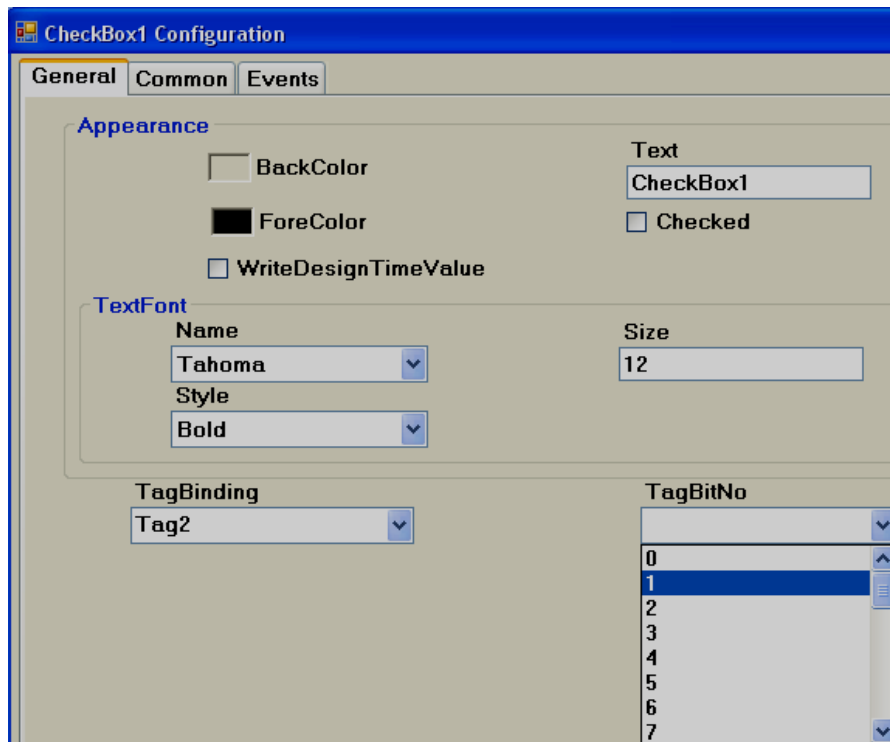 CheckBox1 Configuration
General Common Events
Appearance
BackColor
Text
CheckBox1
ForeColor
Checked
WriteDesignTimeValue
TextFont
Name
Size
Tahoma
12
Style
Bold
TagBinding
TagBitNo
Tag2
0
1
2
3
4
5
6
7